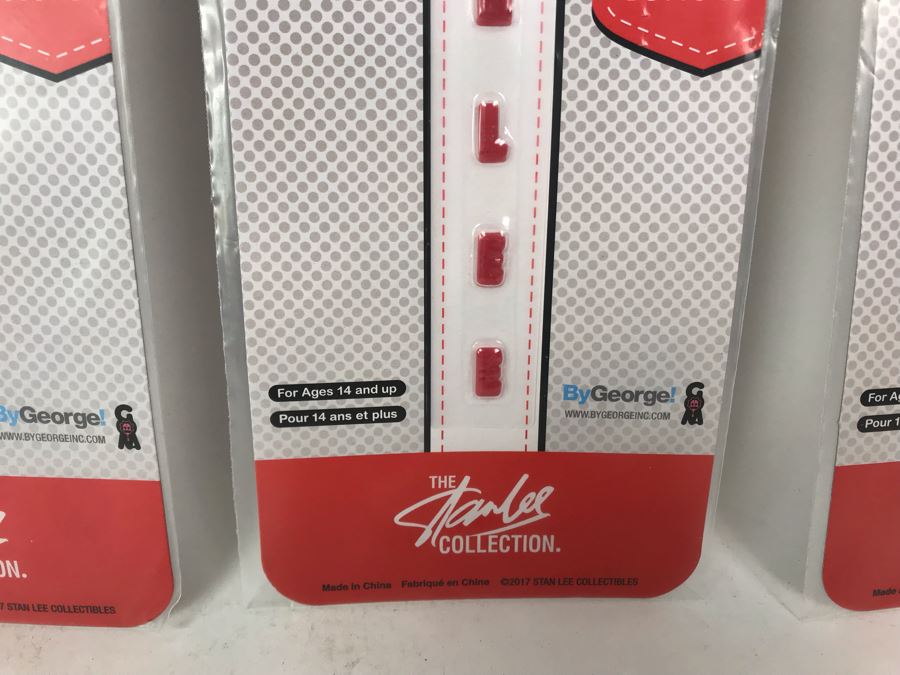 For Ages 14 and up
Pour 14 ans et plus
ByGeorge!
WWW.BYGEORGEINC.COM
THE
Stan Lee
COLLECTION.
Made in China Fabriqué en Chine ©2017 STAN LEE COLLECTIBLES
ByGeorge!
WWW.BYGEORGEINC.COM
ON.
7 STAN LEE COLLECTIBLES
For Ag
Pour 1
Made